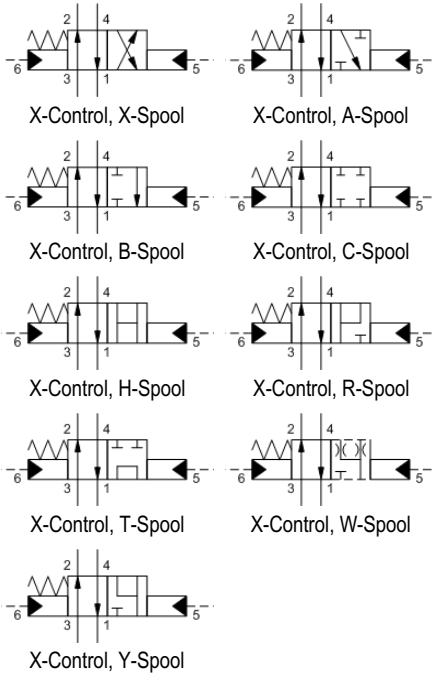 2 4 2 4
6 3 1 5 6 3 1 5
X-Control, X-Spool X-Control, A-Spool
2 4 2 4
6 3 1 5 6 3 1 5
X-Control, B-Spool X-Control, C-Spool
2 4 2 4
6 3 1 5 6 3 1 5
X-Control, H-Spool X-Control, R-Spool
2 4 2 4
6 3 1 5 6 3 1 5
X-Control, T-Spool X-Control, W-Spool
2 4
6 3 1 5
X-Control, Y-Spool